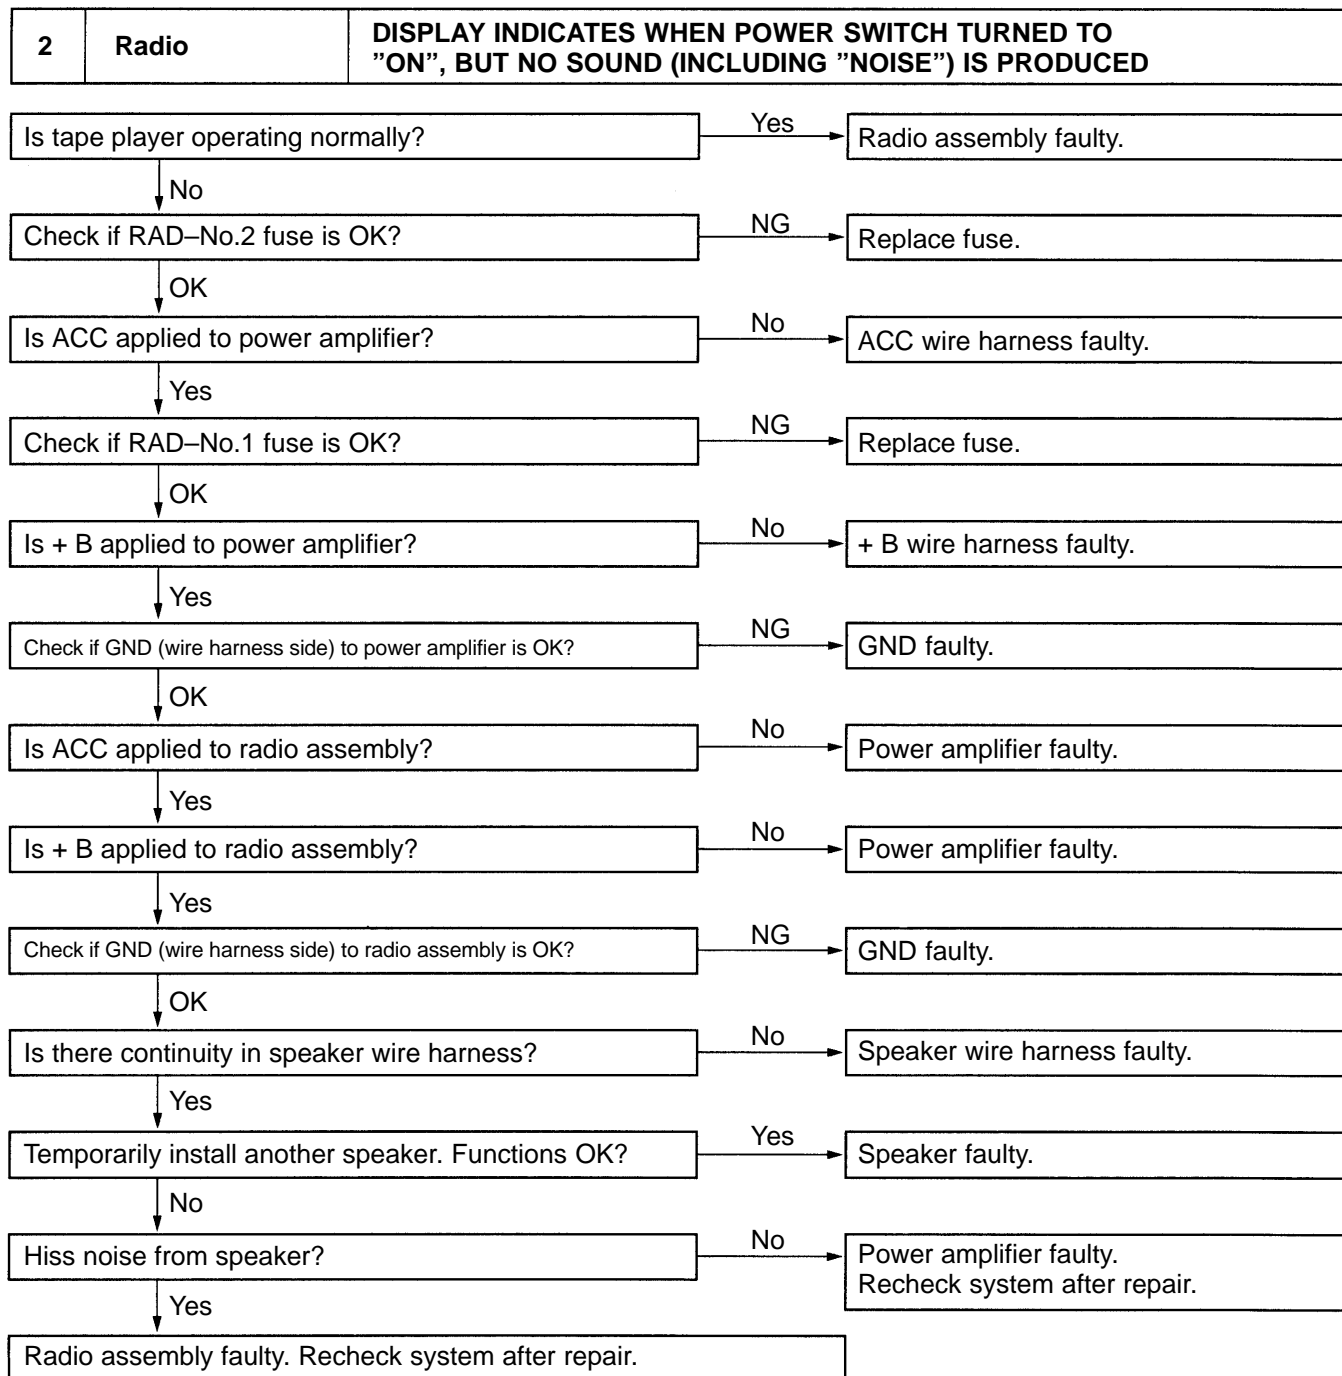 2 Radio DISPLAY INDICATES WHEN POWER SWITCH TURNED TO
”ON”, BUT NO SOUND (INCLUDING ”NOISE”) IS PRODUCED
Is tape player operating normally? Yes Radio assembly faulty.
No
Check if RAD–No.2 fuse is OK? NG Replace fuse.
OK
Is ACC applied to power amplifier? No ACC wire harness faulty.
Yes
Check if RAD–No.1 fuse is OK? NG Replace fuse.
OK
Is + B applied to power amplifier? No + B wire harness faulty.
Yes
Check if GND (wire harness side) to power amplifier is OK? NG GND faulty.
OK
Is ACC applied to radio assembly? No Power amplifier faulty.
Yes
Is + B applied to radio assembly? No Power amplifier faulty.
Yes
Check if GND (wire harness side) to radio assembly is OK? NG GND faulty.
OK
Is there continuity in speaker wire harness? No Speaker wire harness faulty.
Yes
Temporarily install another speaker. Functions OK? Yes Speaker faulty.
No
Hiss noise from speaker? No Power amplifier faulty.
Recheck system after repair.
Yes
Radio assembly faulty. Recheck system after repair.